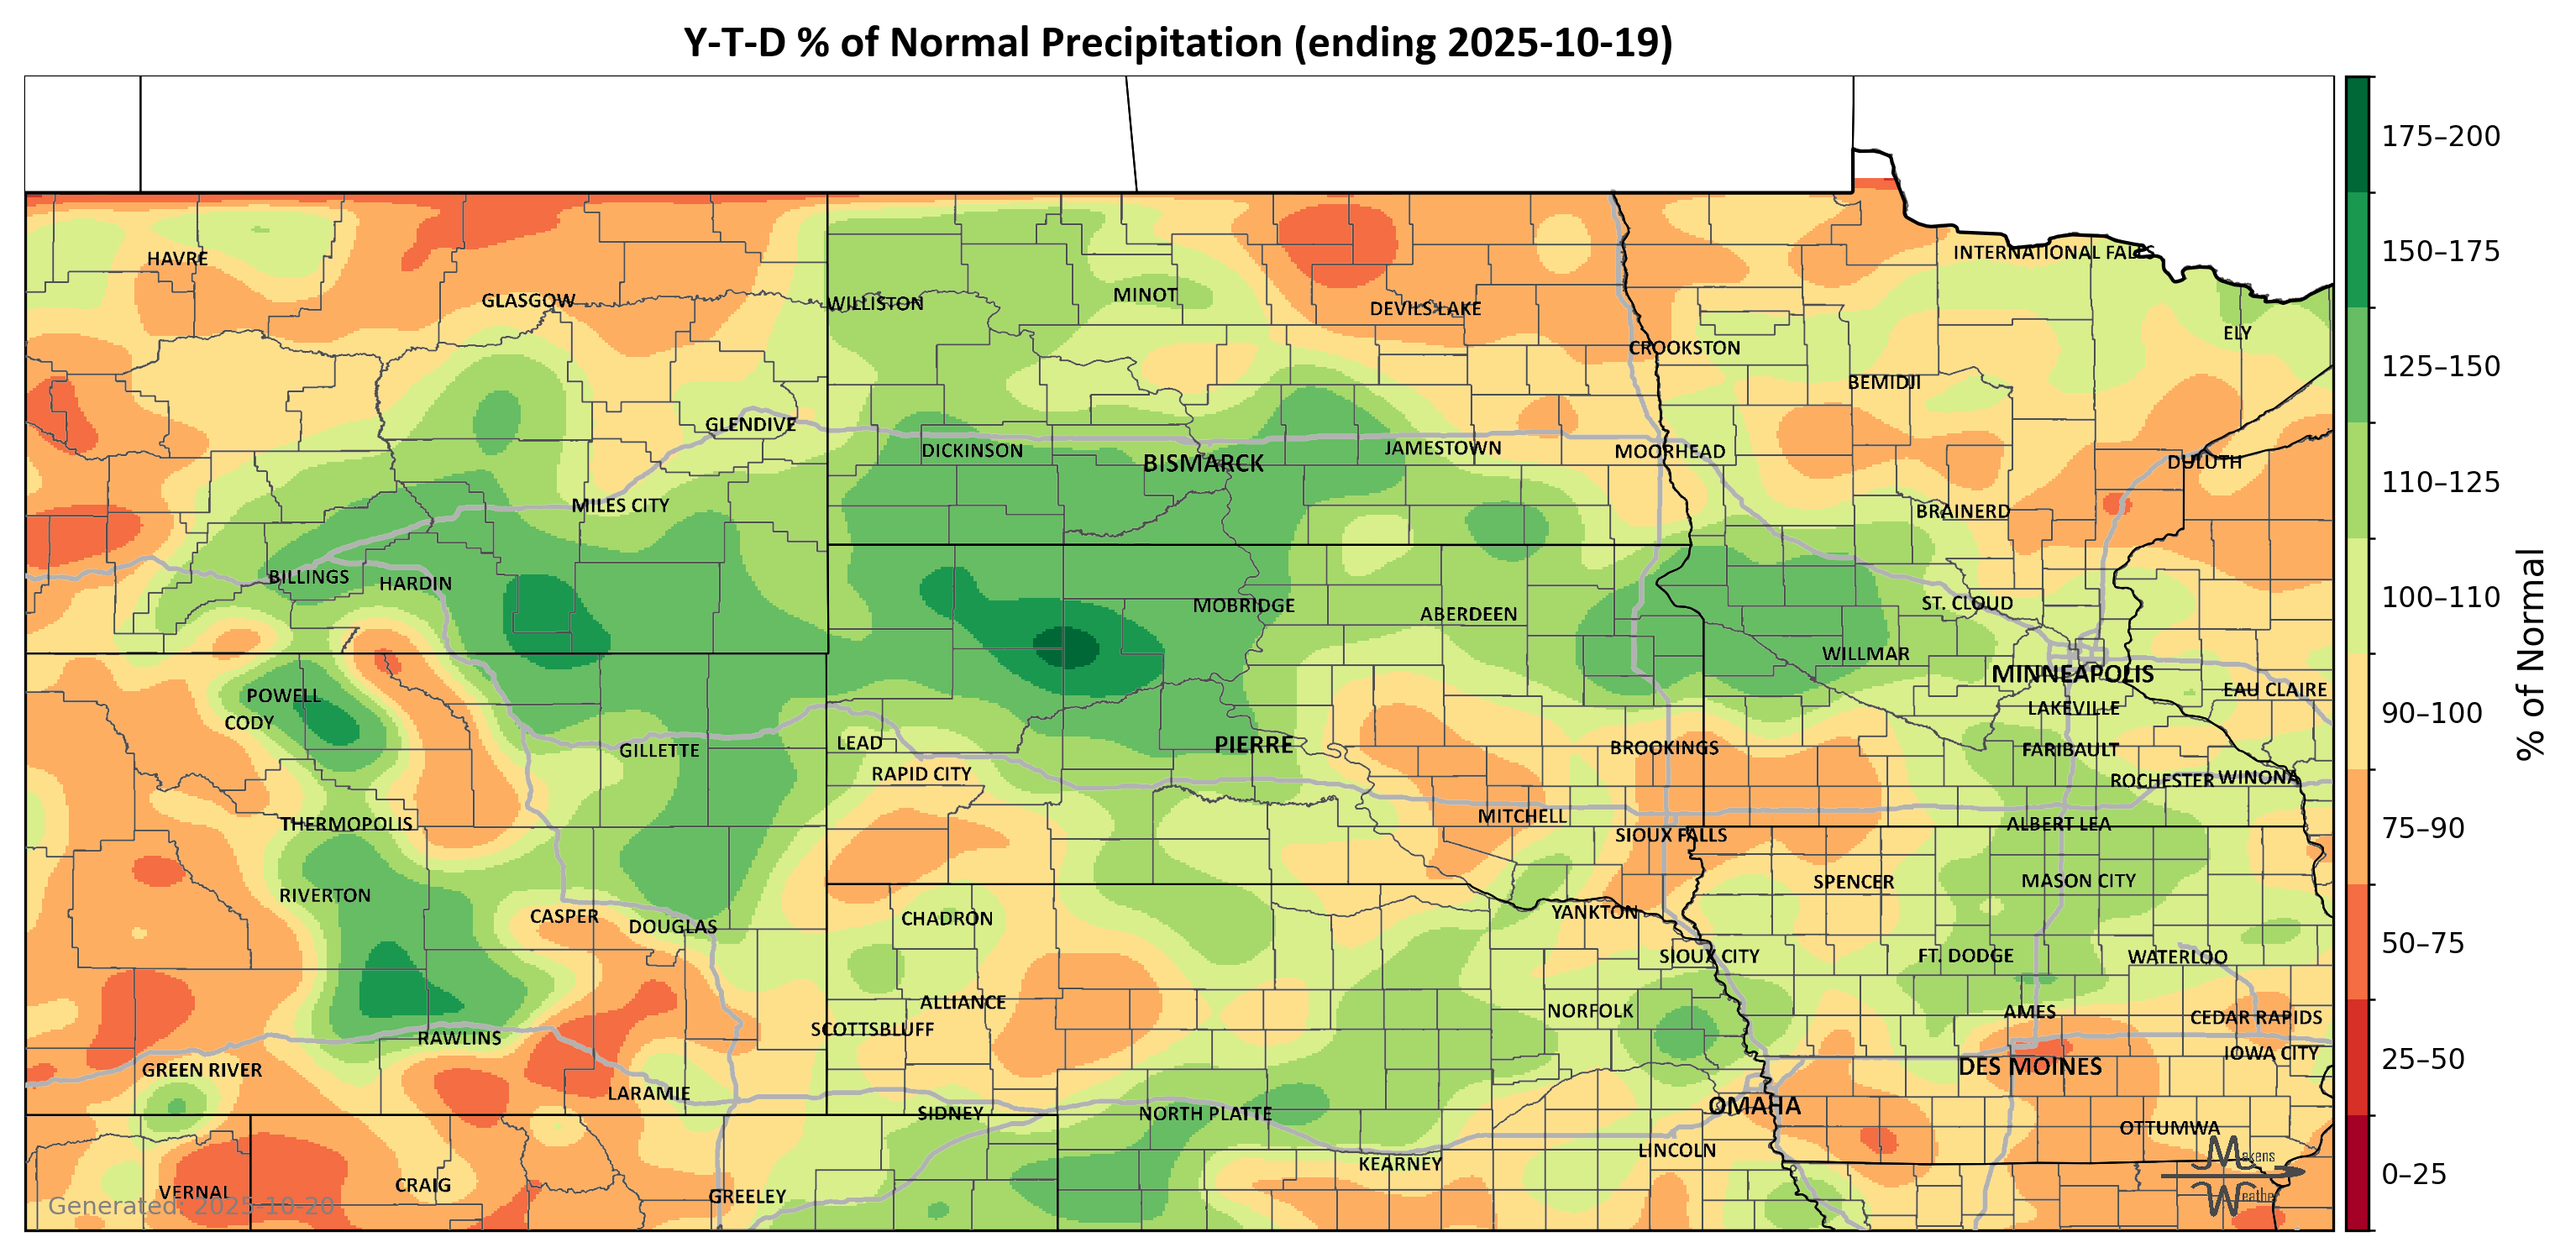 Y-T-D % of Normal Precipitation (ending 2025-10-19)
175–200
150–175
125–150
110–125
100–110
90–100
75–90
50–75
25–50
0–25
% of Normal
HAVRE
INTERNATIONAL FALLS
GLASGOW
WILLISTON
MINOT
DEVILS LAKE
ELY
CROOKSTON
BEMIDJI
GLENDIVE
DICKINSON
BISMARCK
JAMESTOWN
MOORHEAD
DULUTH
MILES CITY
BRAINERD
BILLINGS
HARDIN
MOBRIDGE
ABERDEEN
ST. CLOUD
WILLMAR
MINNEAPOLIS
POWELL
EAU CLAIRE
CODY
LAKEVILLE
GILLETTE
LEAD
PIERRE
BROOKINGS
FARIBAULT
RAPID CITY
ROCHESTER
WINONA
THERMOPOLIS
MITCHELL
SIOUX FALLS
ALBERT LEA
RIVERTON
SPENCER
MASON CITY
CASPER
DOUGLAS
CHADRON
YANKTON
SIOUX CITY
FT. DODGE
WATERLOO
ALLIANCE
NORFOLK
AMES
CEDAR RAPIDS
SCOTTSBLUFF
RAWLINS
GREEN RIVER
DES MOINES
IOWA CITY
LARAMIE
SIDNEY
NORTH PLATTE
OMAHA
OTTUMWA
LINCOLN
KEARNEY
VERNAL
CRAIG
GREELEY
Generated: 2025-10-20
Makens
Weather